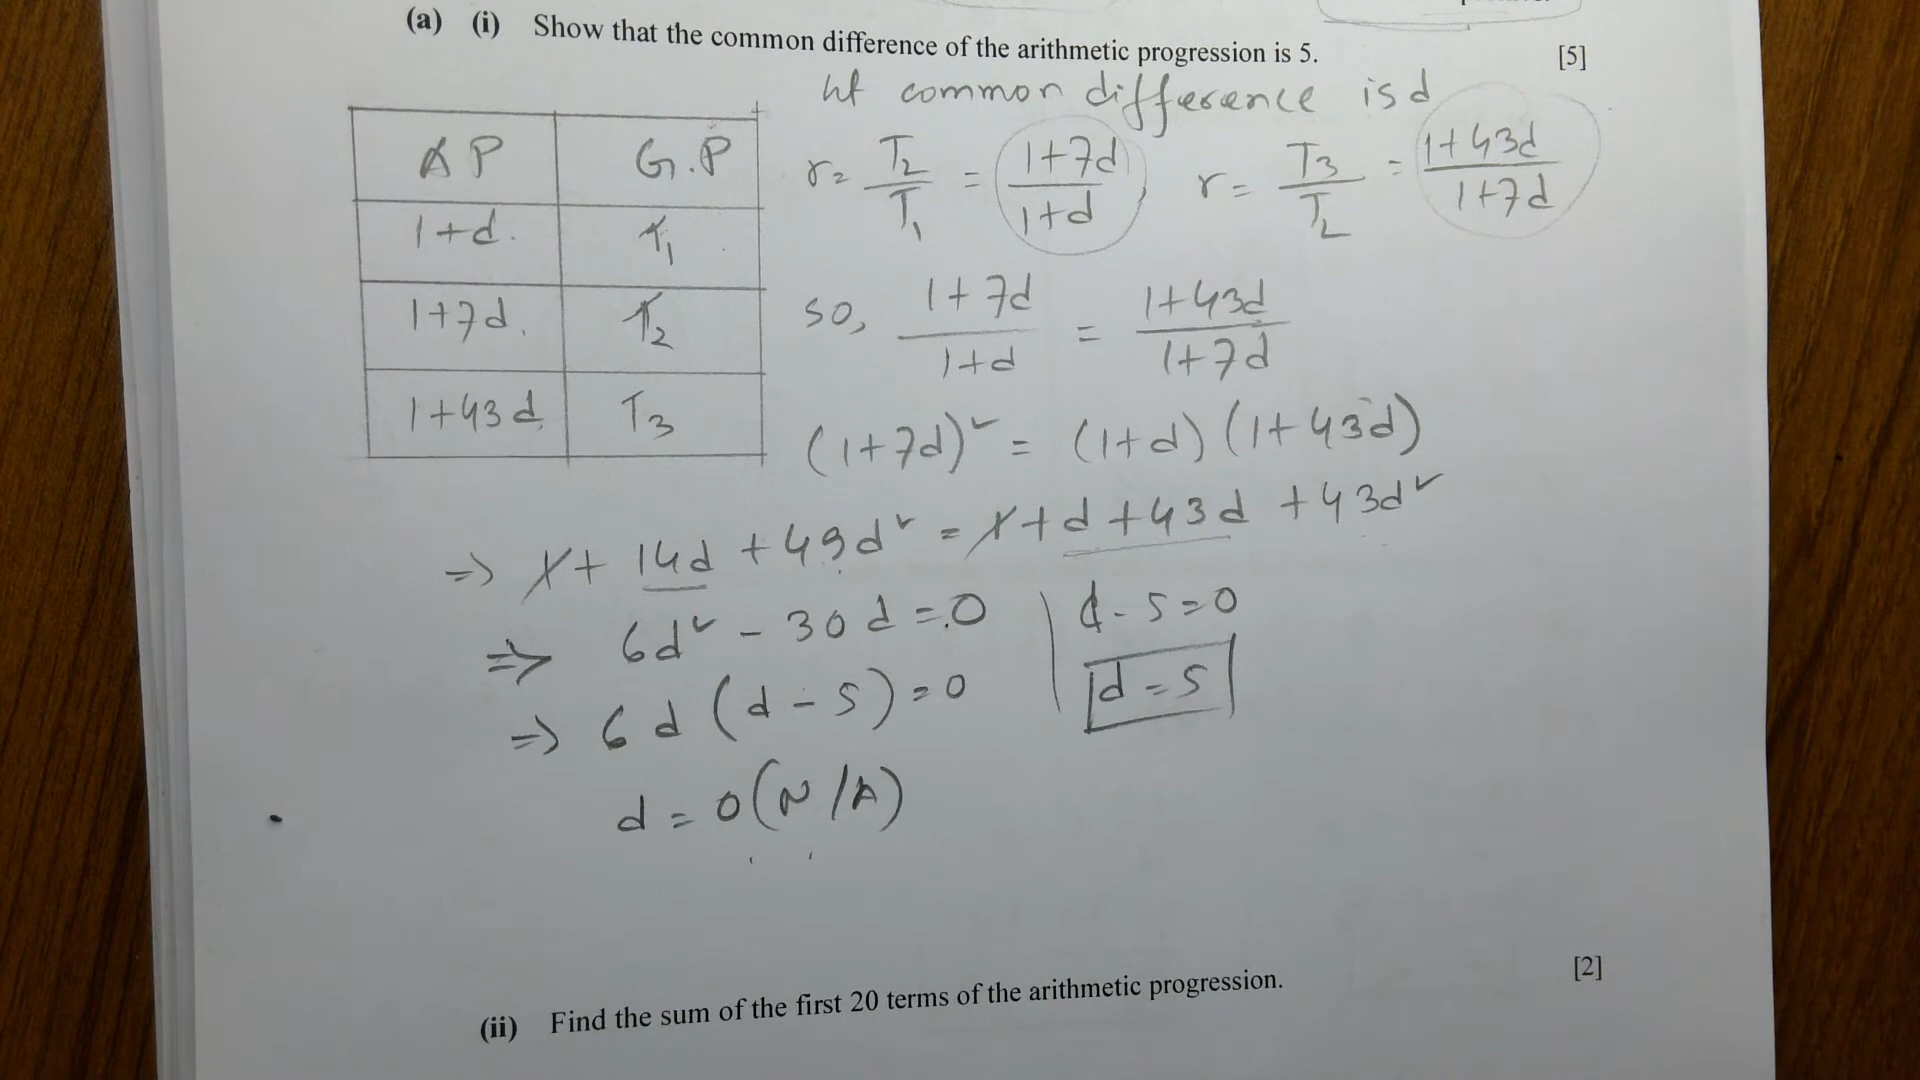 (a) (i) Show that the common difference of the arithmetic progression is 5. [5]
common difference is d
AP G.P
1+d. T₁
1+7d. T₂
1+43d T₃
r = T₂/T₁ = (1+7d)/(1+d), r = T₃/T₂ = (1+43d)/(1+7d)
so, (1+7d)/(1+d) = (1+43d)/(1+7d)
(1+7d)² = (1+d)(1+43d)
⇒ 1+14d+49d² = 1+d+43d+43d²
⇒ 6d² - 30d = 0
⇒ 6d(d-5) = 0
d = 0 (N/A)
d-5=0
d=5
(ii) Find the sum of the first 20 terms of the arithmetic progression. [2]